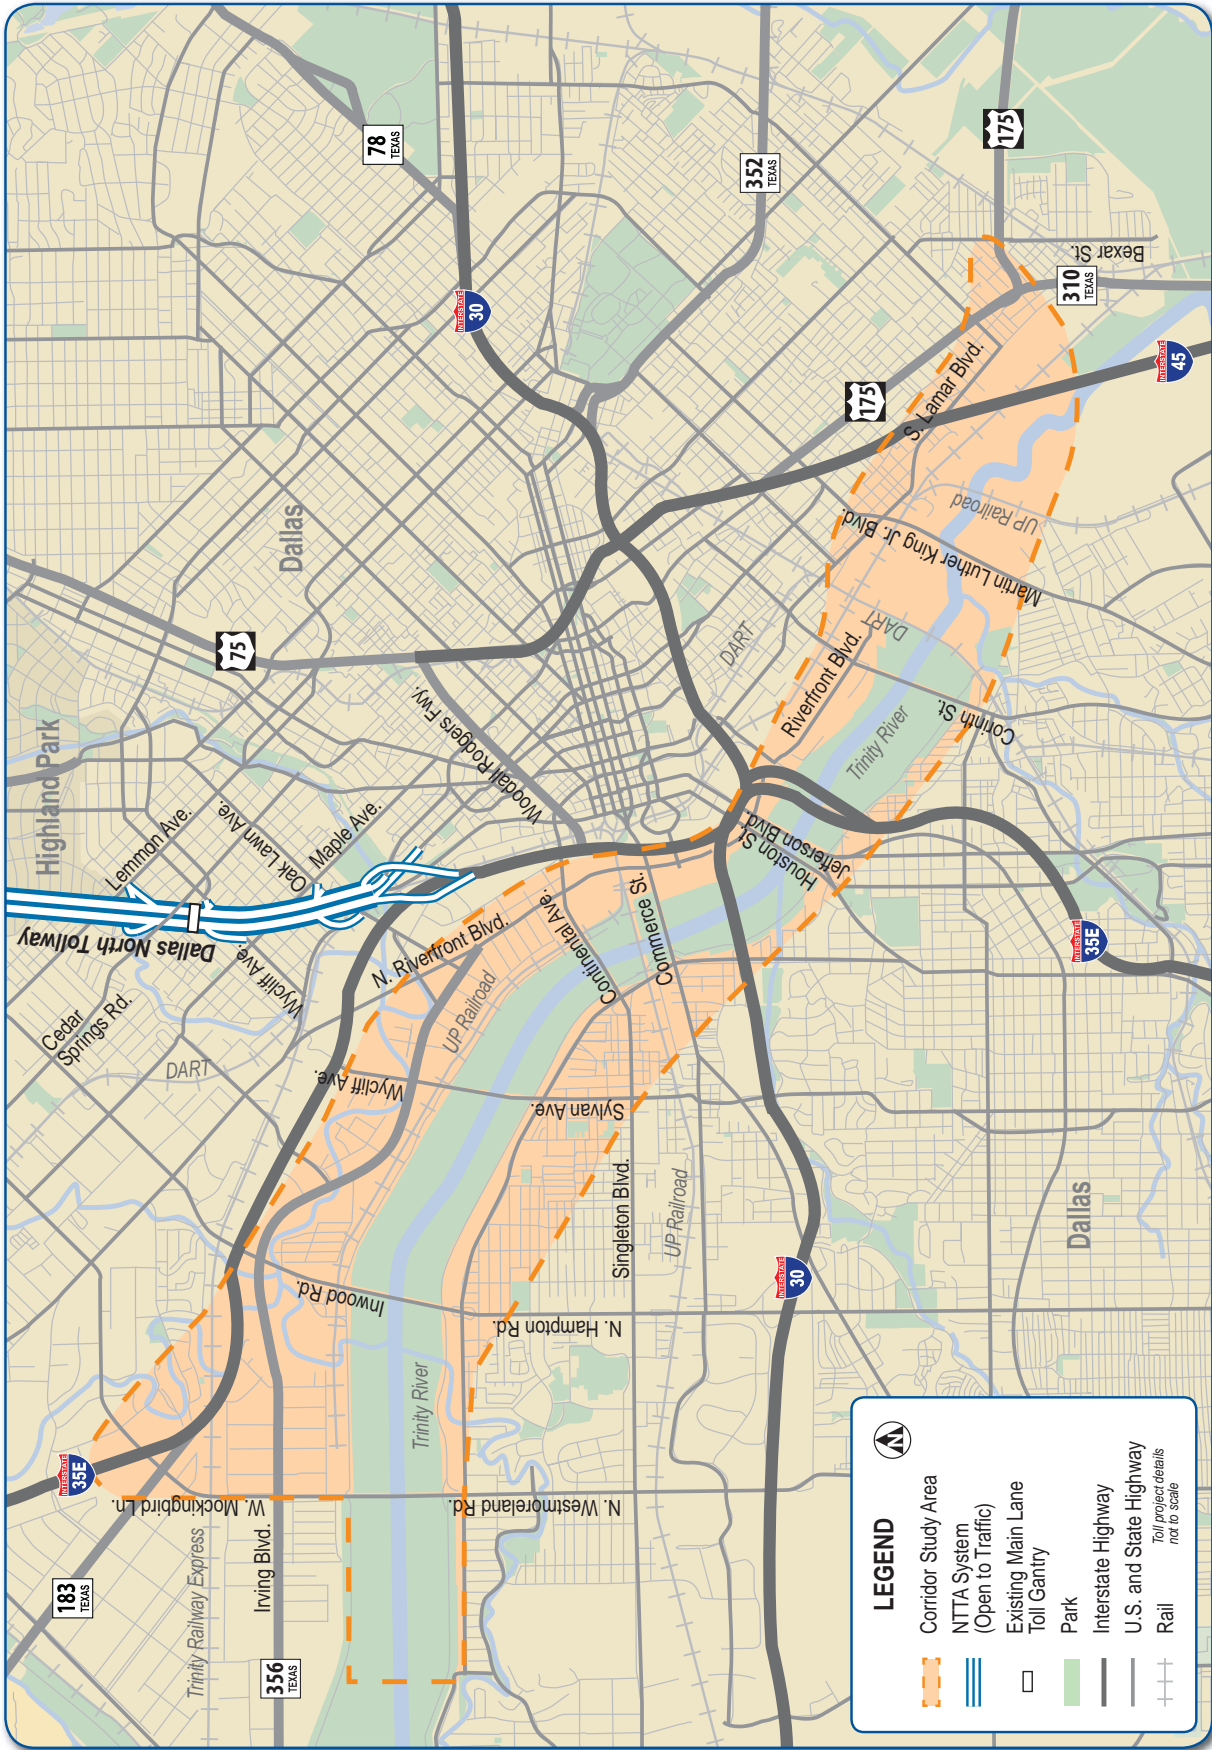 Highland Park
Dallas
Lemmon Ave.
Oak Lawn Ave.
Maple Ave.
Dallas North Tollway
Wycliff Ave.
Cedar
Springs Rd.
DART
75
Woodall Rodgers Fwy.
78
TEXAS
INTERSTATE
30
352
TEXAS
175
Bexar St.
310
TEXAS
INTERSTATE
45
175
S. Lamar Blvd.
UP Railroad
Martin Luther King Jr. Blvd.
DART
DART
Riverfront Blvd.
Trinity River
Corinth St.
Jefferson Blvd.
Houston St.
INTERSTATE
35E
Commerce St.
Continental Ave.
N. Riverfront Blvd.
UP Railroad
Wycliff Ave.
Sylvan Ave.
Singleton Blvd.
UP Railroad
Dallas
INTERSTATE
30
Inwood Rd.
N. Hampton Rd.
Trinity River
INTERSTATE
35E
W. Mockingbird Ln.
N. Westmoreland Rd.
183
TEXAS
Trinity Railway Express
Irving Blvd.
356
TEXAS
LEGEND
Corridor Study Area
NTTA System
(Open to Traffic)
Existing Main Lane
Toll Gantry
Park
Interstate Highway
U.S. and State Highway
Rail
Toll project details
not to scale